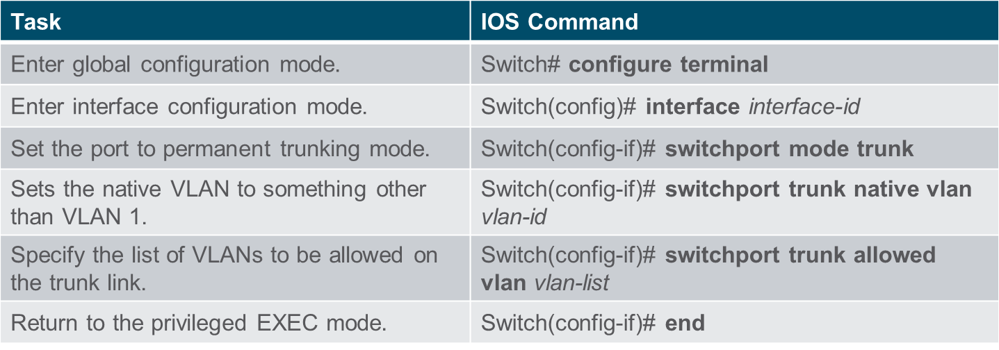 Task
IOS Command
Enter global configuration mode.
Switch# configure terminal
Enter interface configuration mode.
Switch(config)# interface interface-id
Set the port to permanent trunking mode.
Switch(config-if)# switchport mode trunk
Sets the native VLAN to something other
than VLAN 1.
Switch(config-if)# switchport trunk native vlan
vlan-id
Specify the list of VLANs to be allowed on
the trunk link.
Switch(config-if)# switchport trunk allowed
vlan vlan-list
Return to the privileged EXEC mode.
Switch(config-if)# end